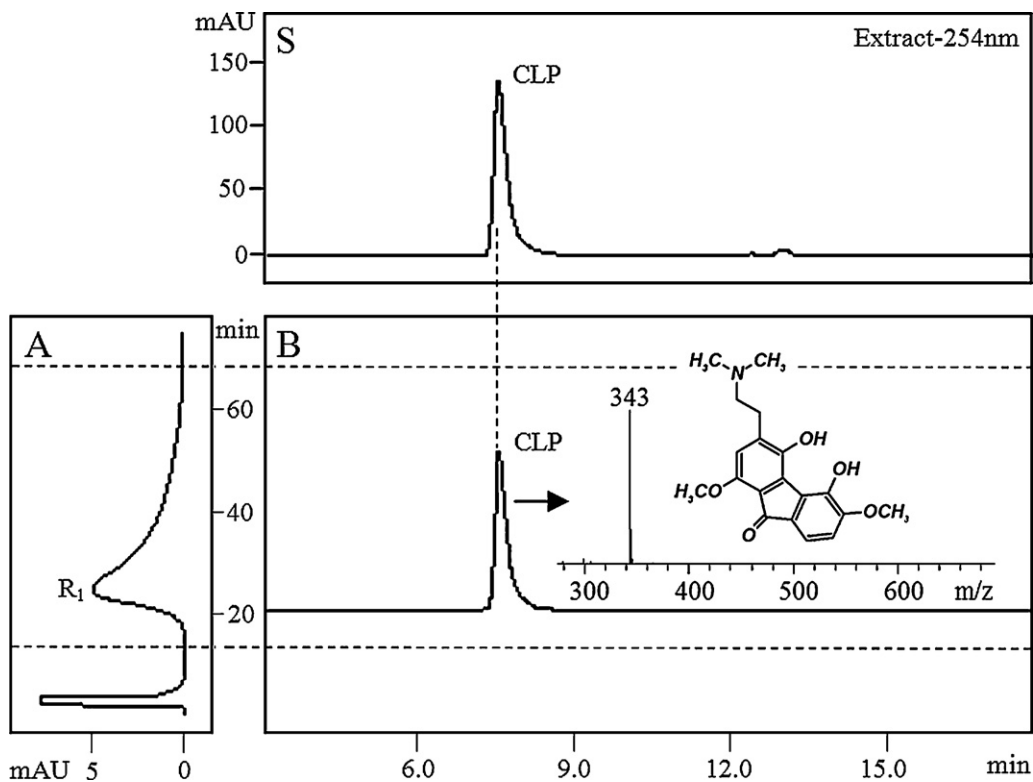 mAU
S
Extract-254nm
150
CLP
100
50
0
A
min
B
60
343
H₃C
N
CH₃
CLP
OH
OH
H₃CO
OCH₃
O
40
R₁
20
300 400 500 600 m/z
mAU 5 0
6.0 9.0 12.0 15.0 min